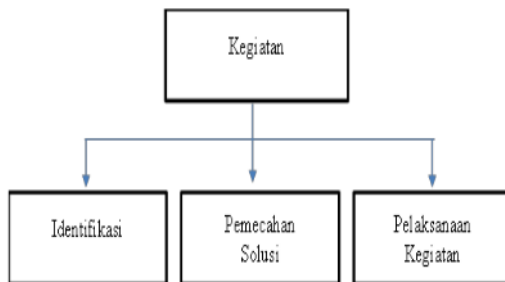 Kegiatan
Identifikasi
Pemecahan
Solusi
Pelaksanaan
Kegiatan